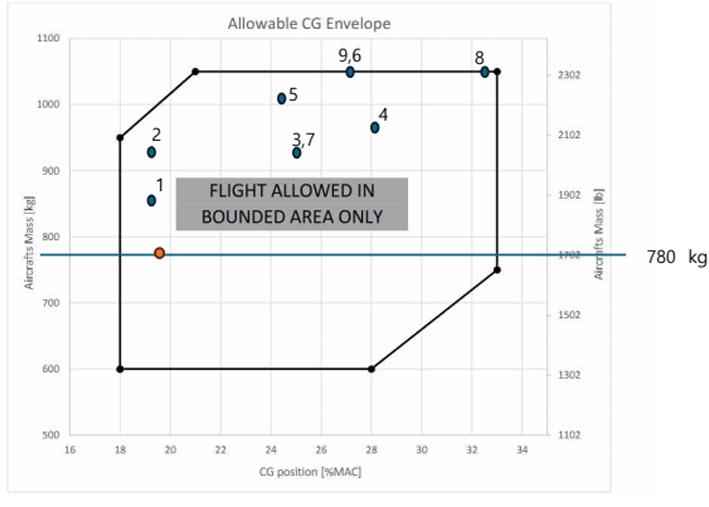 Allowable CG Envelope
1100
1000
900
800
700
600
500
Aircrafts Mass [kg]
9,6
8
5
4
2
3,7
1
FLIGHT ALLOWED IN
BOUNDED AREA ONLY
2302
2102
1902
1702
1502
1302
1102
Aircrafts Mass [lb]
780 kg
16 18 20 22 24 26 28 30 32 34
CG position [%MAC]